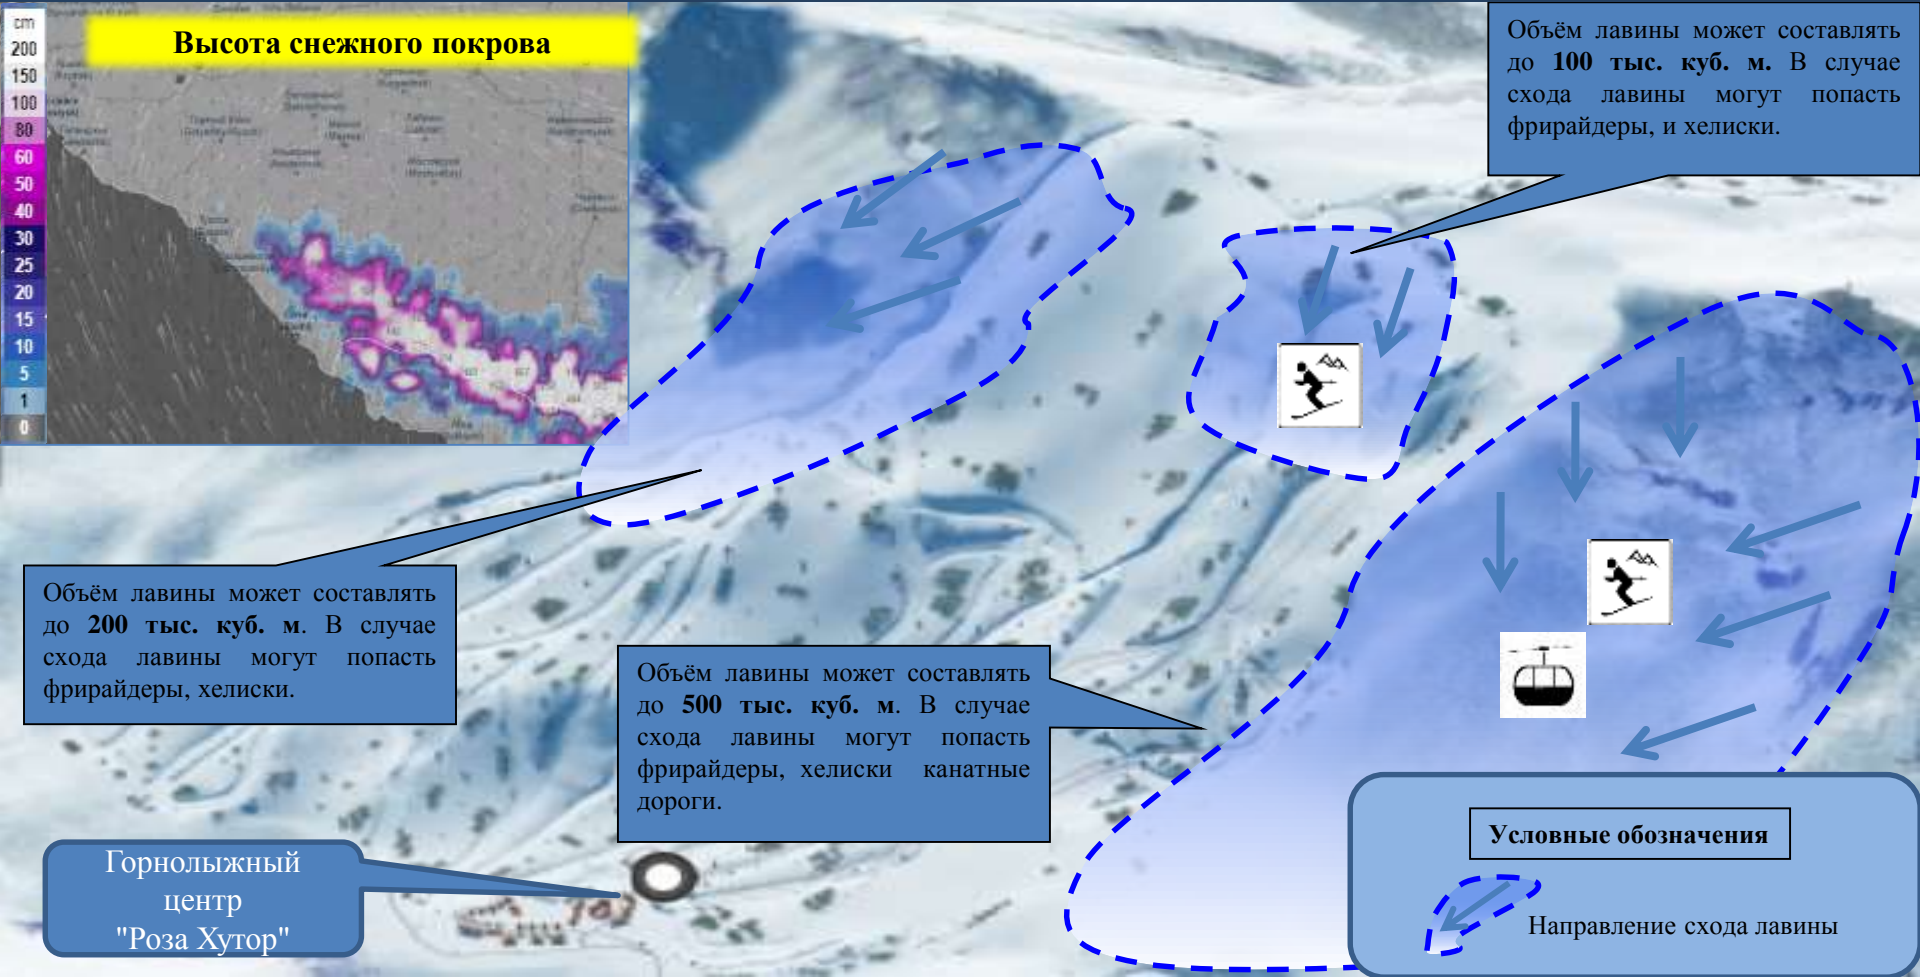 cm
200
150
100
80
60
50
40
30
25
20
15
10
5
1
0
Высота снежного покрова
Объём лавины может составлять
до 100 тыс. куб. м. В случае
схода лавины могут попасть
фрирайдеры, и хелиски.
Объём лавины может составлять
до 200 тыс. куб. м. В случае
схода лавины могут попасть
фрирайдеры, хелиски.
Объём лавины может составлять
до 500 тыс. куб. м. В случае
схода лавины могут попасть
фрирайдеры, хелиски канатные
дороги.
Горнолыжный
центр
"Роза Хутор"
Условные обозначения
Направление схода лавины